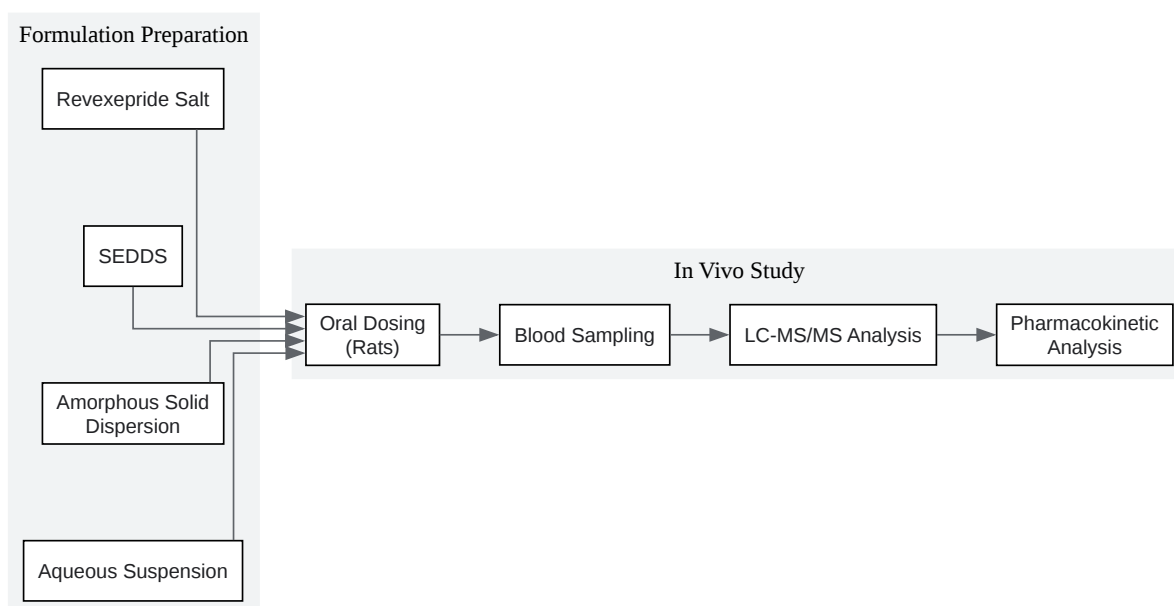 Formulation Preparation
Revexepride Salt
SEDDS
Amorphous Solid
Dispersion
Aqueous Suspension
In Vivo Study
Oral Dosing
(Rats)
Blood Sampling
LC-MS/MS Analysis
Pharmacokinetic
Analysis